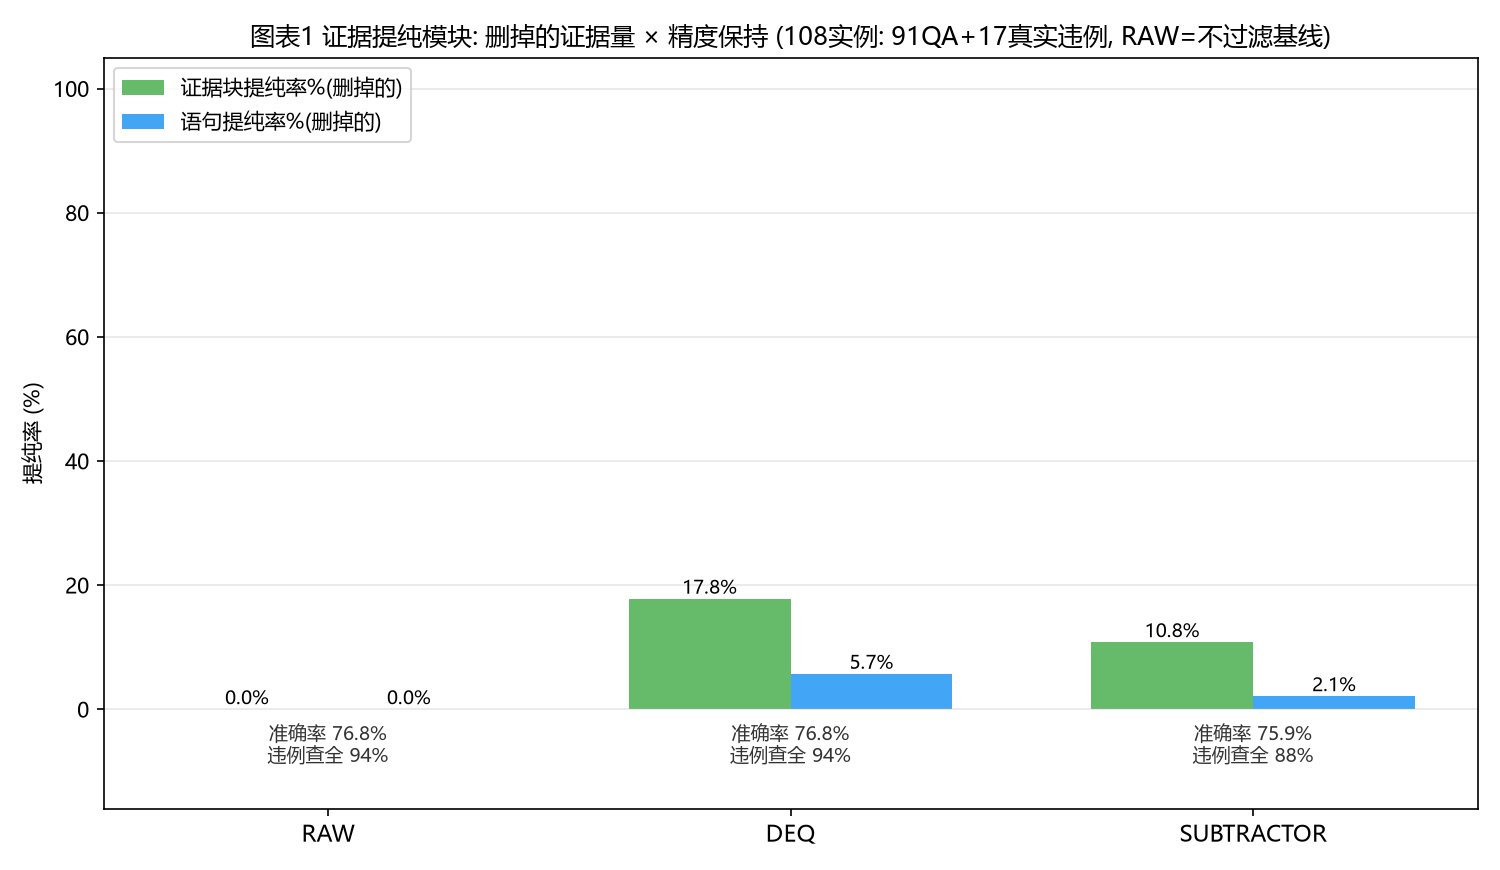 图表1 证据提纯模块: 删掉的证据量 × 精度保持 (108实例: 91QA+17真实违例, RAW=不过滤基线)
证据块提纯率%(删掉的)
语句提纯率%(删掉的)
提纯率 (%)
100
80
60
40
20
0
0.0%
0.0%
17.8%
5.7%
10.8%
2.1%
准确率 76.8%
违例查全 94%
准确率 76.8%
违例查全 94%
准确率 75.9%
违例查全 88%
RAW
DEQ
SUBTRACTOR